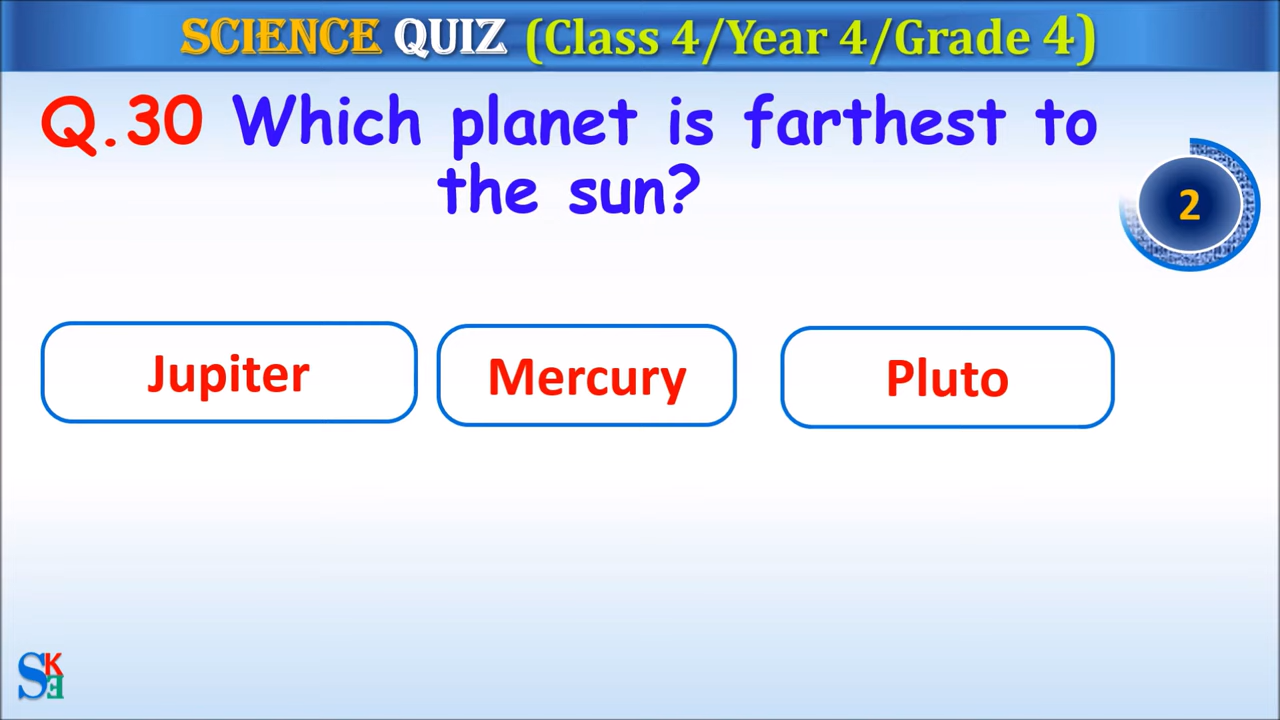 SCIENCE QUIZ (Class 4/Year 4/Grade 4)
Q.30 Which planet is farthest to
the sun?
2
Jupiter
Mercury
Pluto
SKE